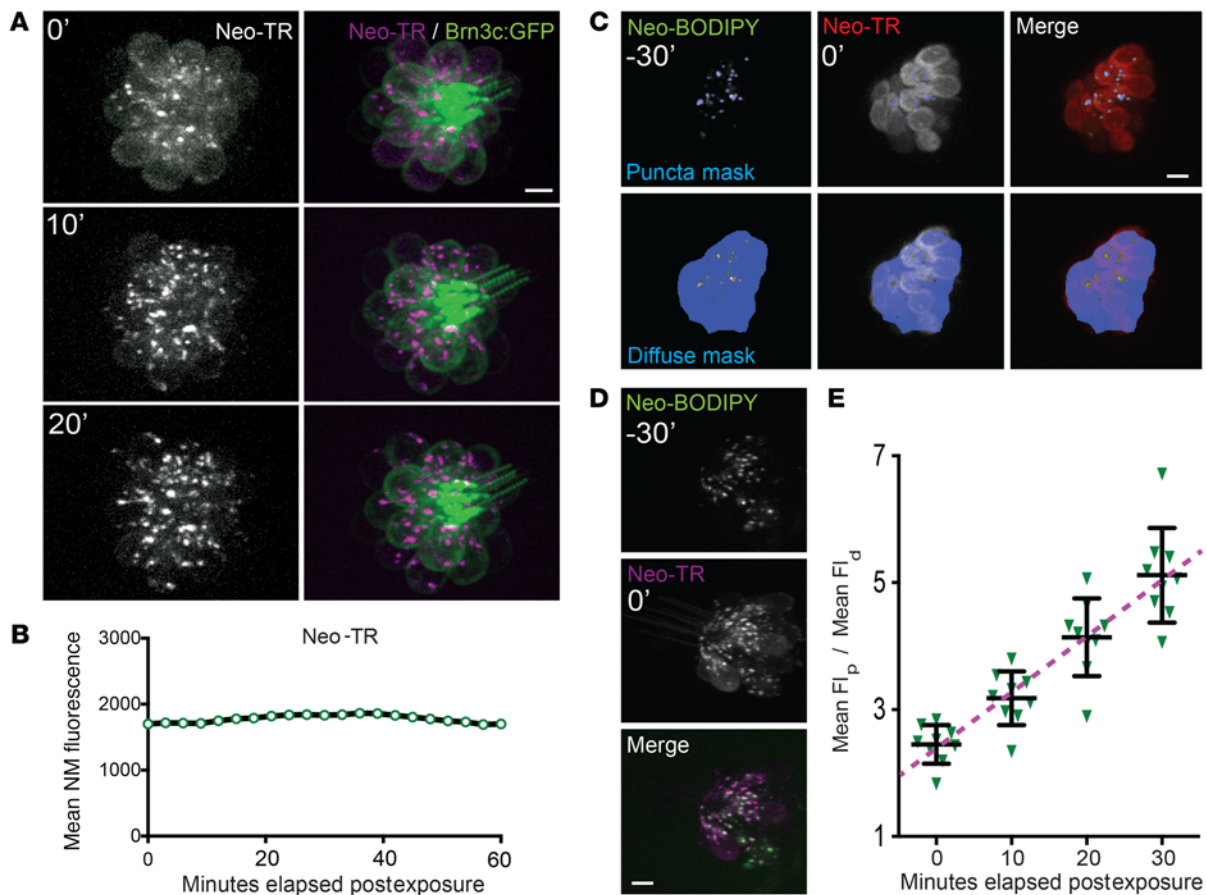 A
0'
Neo-TR
Neo-TR / Brn3c:GFP
10'
20'
B
Neo-TR
Mean NM fluorescence
3000
2000
1000
0
0
20
40
60
Minutes elapsed postexposure
C
Neo-BODIPY
-30'
Puncta mask
Neo-TR
0'
Merge
Diffuse mask
D
Neo-BODIPY
-30'
Neo-TR
0'
Merge
E
Mean FIp / Mean FId
7
5
3
1
0
10
20
30
Minutes elapsed postexposure